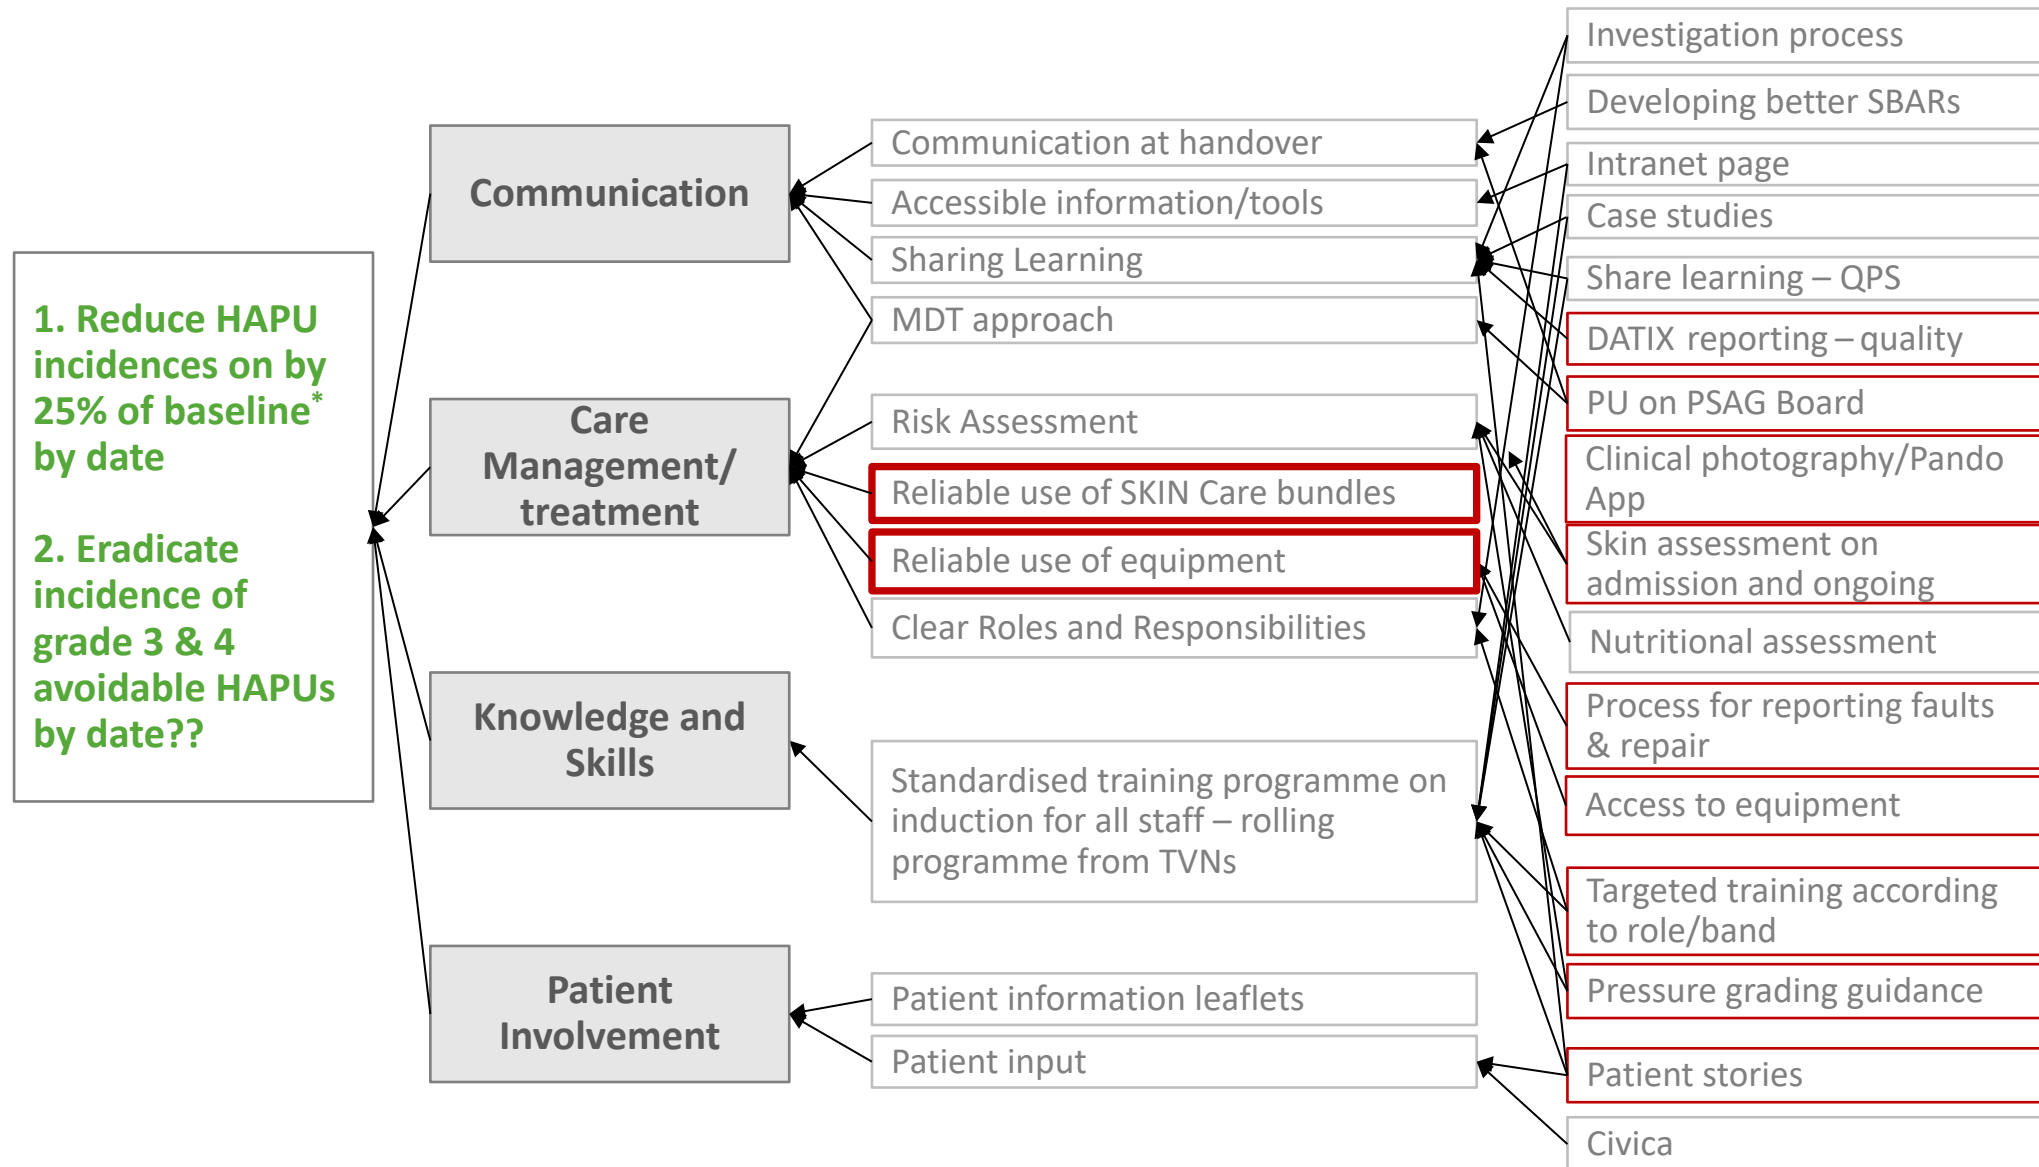 1. Reduce HAPU
incidences on by
25% of baseline*
by date
2. Eradicate
incidence of
grade 3 & 4
avoidable HAPUs
by date??
Communication
Care
Management/
treatment
Knowledge and
Skills
Patient
Involvement
Communication at handover
Accessible information/tools
Sharing Learning
MDT approach
Risk Assessment
Reliable use of SKIN Care bundles
Reliable use of equipment
Clear Roles and Responsibilities
Standardised training programme on
induction for all staff – rolling
programme from TVNs
Patient information leaflets
Patient input
Investigation process
Developing better SBARs
Intranet page
Case studies
Share learning – QPS
DATIX reporting – quality
PU on PSAG Board
Clinical photography/Pando
App
Skin assessment on
admission and ongoing
Nutritional assessment
Process for reporting faults
& repair
Access to equipment
Targeted training according
to role/band
Pressure grading guidance
Patient stories
Civica